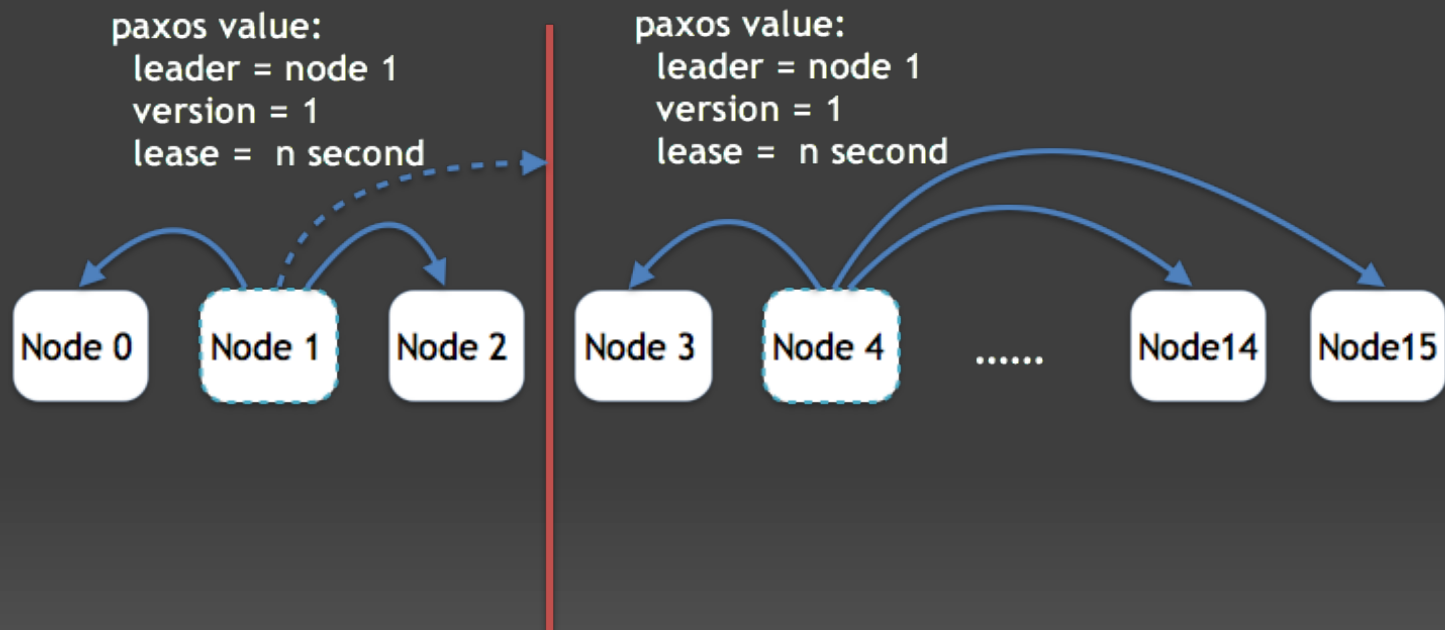 paxos value:
leader = node 1
version = 1
lease = n second
paxos value:
leader = node 1
version = 1
lease = n second
Node 0
Node 1
Node 2
Node 3
Node 4
......
Node14
Node15